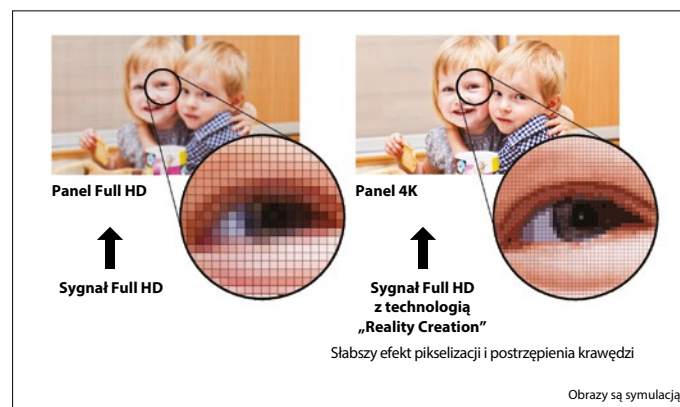 Panel Full HD
Sygnał Full HD
Panel 4K
Sygnał Full HD
z technologią
„Reality Creation”
Słabszy efekt pikselizacji i postrzępienia krawędzi
Obrazy są symulacją